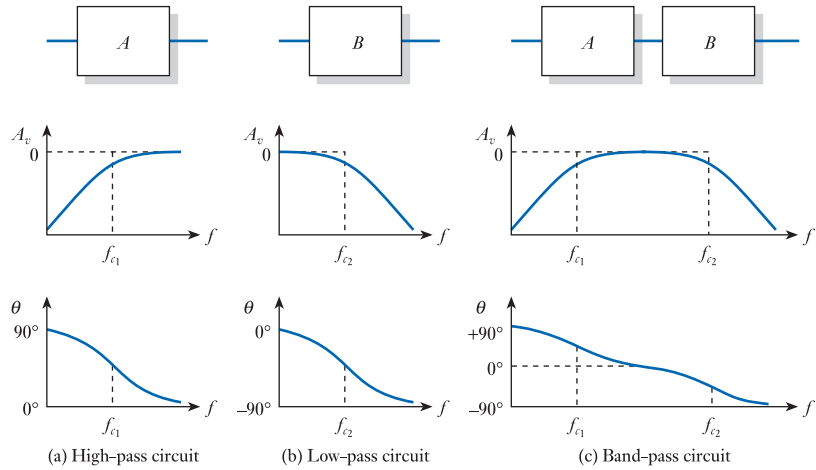 A
B
A B
A_v
0
f
f_c1
A_v
0
f
f_c2
A_v
0
f
f_c1
f_c2
θ
90°
0°
f
f_c1
θ
0°
–90°
f
f_c2
θ
+90°
0°
–90°
f
f_c1
f_c2
(a) High–pass circuit
(b) Low–pass circuit
(c) Band–pass circuit